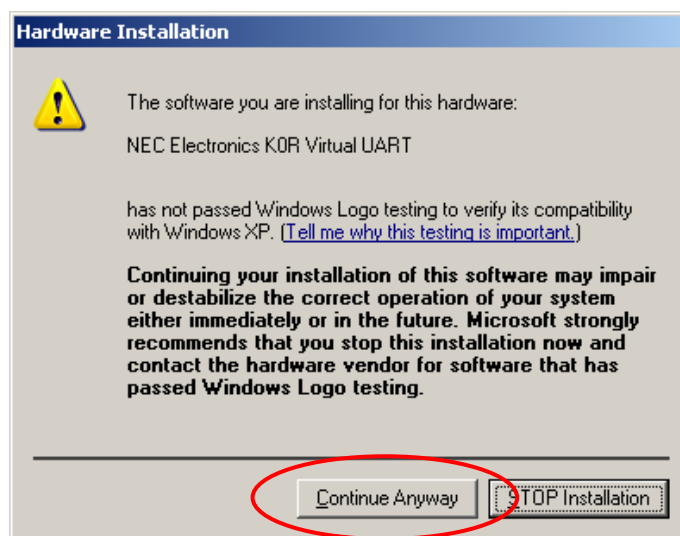 Hardware Installation
The software you are installing for this hardware:
NEC Electronics K0R Virtual UART
has not passed Windows Logo testing to verify its compatibility
with Windows XP. (Tell me why this testing is important.)
Continuing your installation of this software may impair
or destabilize the correct operation of your system
either immediately or in the future. Microsoft strongly
recommends that you stop this installation now and
contact the hardware vendor for software that has
passed Windows Logo testing.
Continue Anyway
STOP Installation